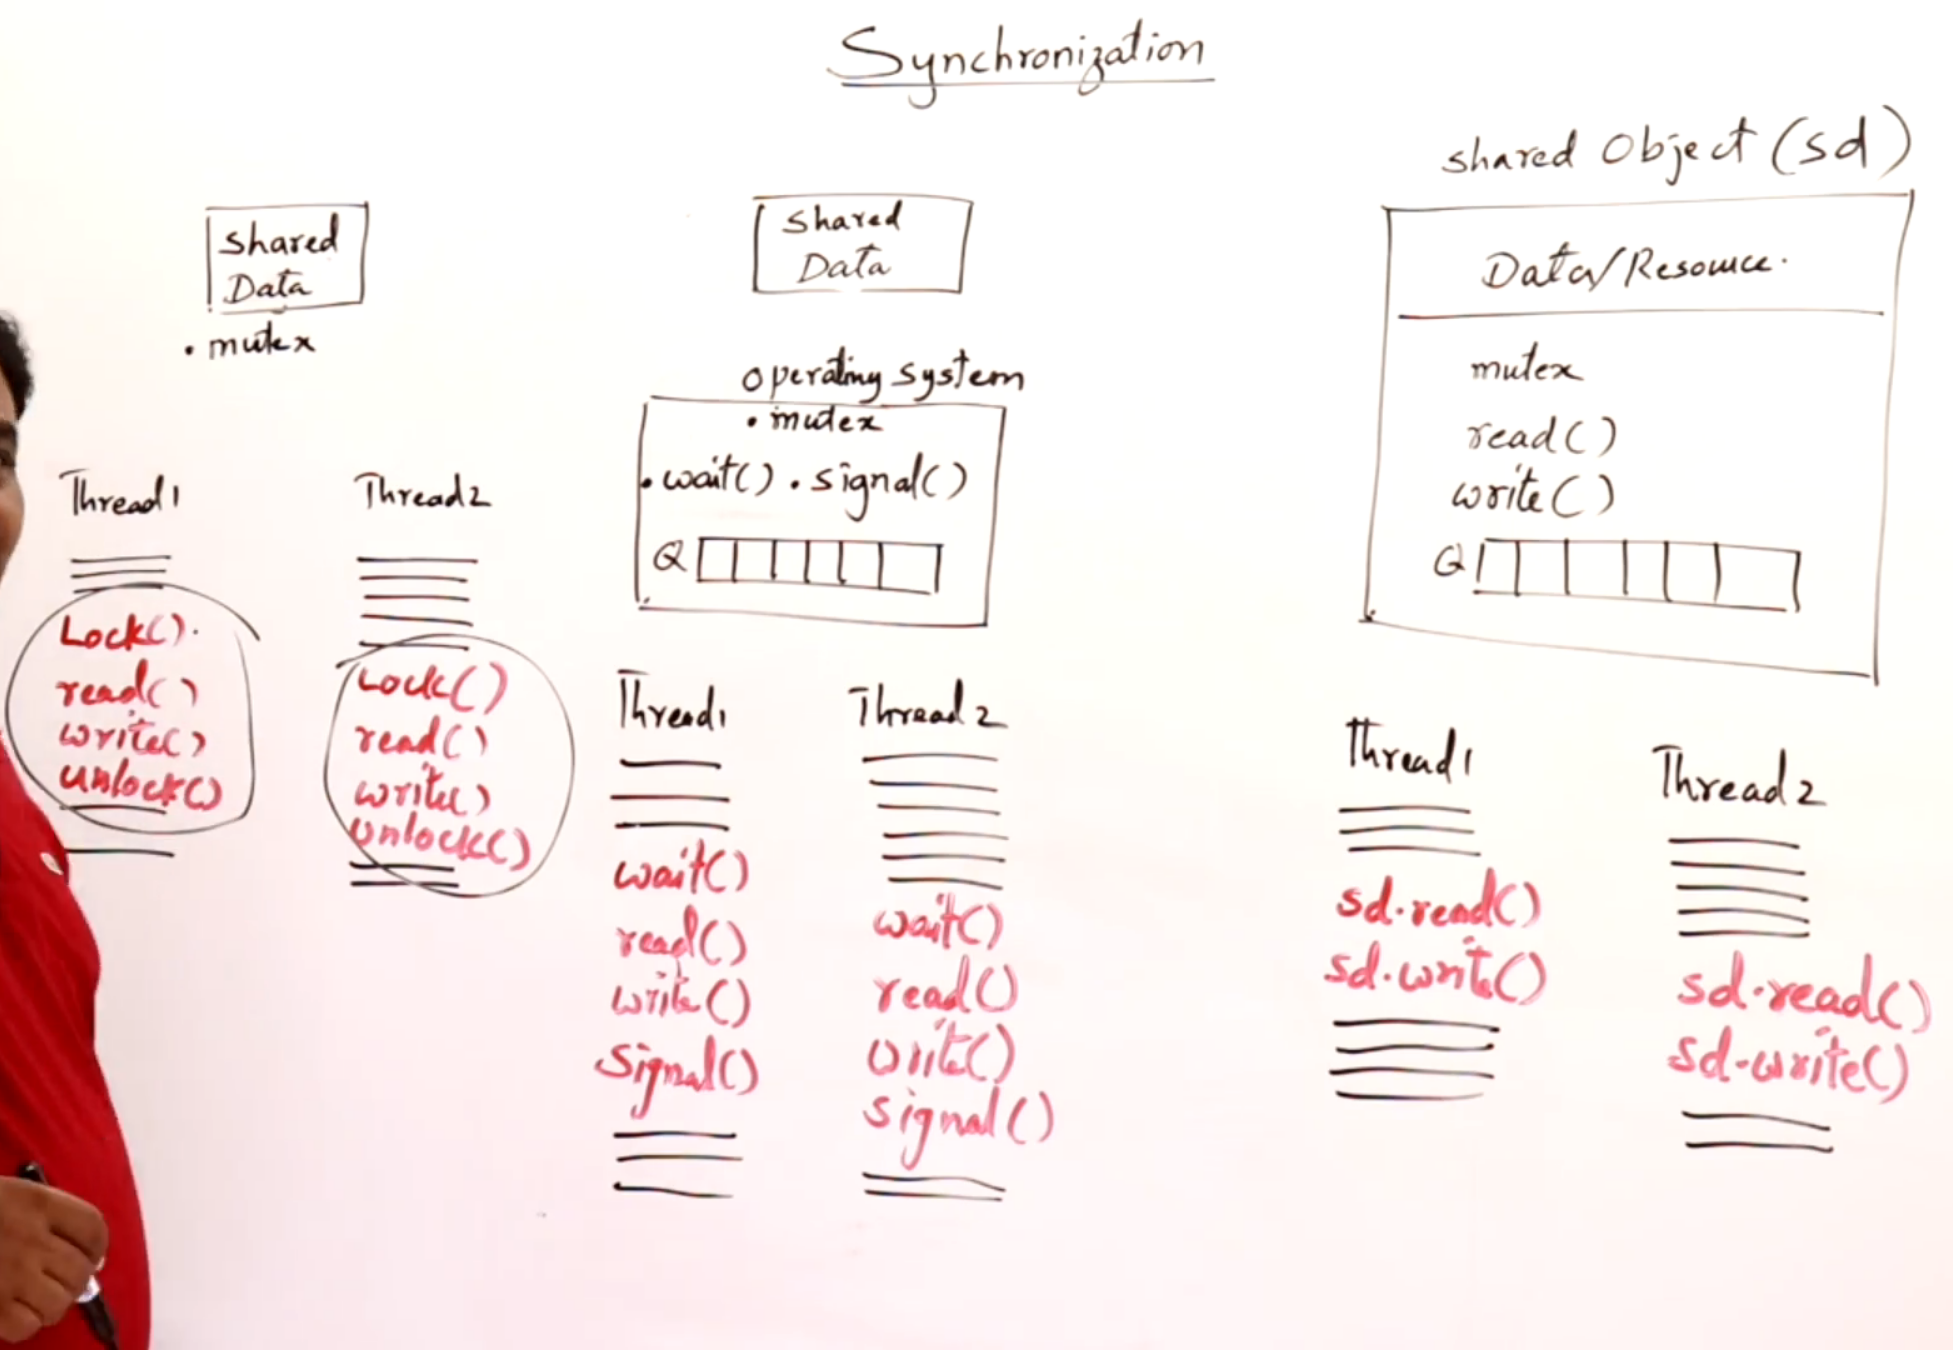 Synchronization
Shared
Data
. mutex
Thread1
Lock().
read()
write()
unlock()
Thread2
Lock()
read()
write()
Unlock()
Shared
Data
operating system
. mutex
. wait() . signal()
Q
Thread1
wait()
read()
write()
signal()
Thread2
wait()
read()
write()
signal()
Shared Object (sd)
Data/Resource.
mutex
read()
write()
Q
Thread1
sd.read()
sd.write()
Thread2
sd.read()
sd.write()